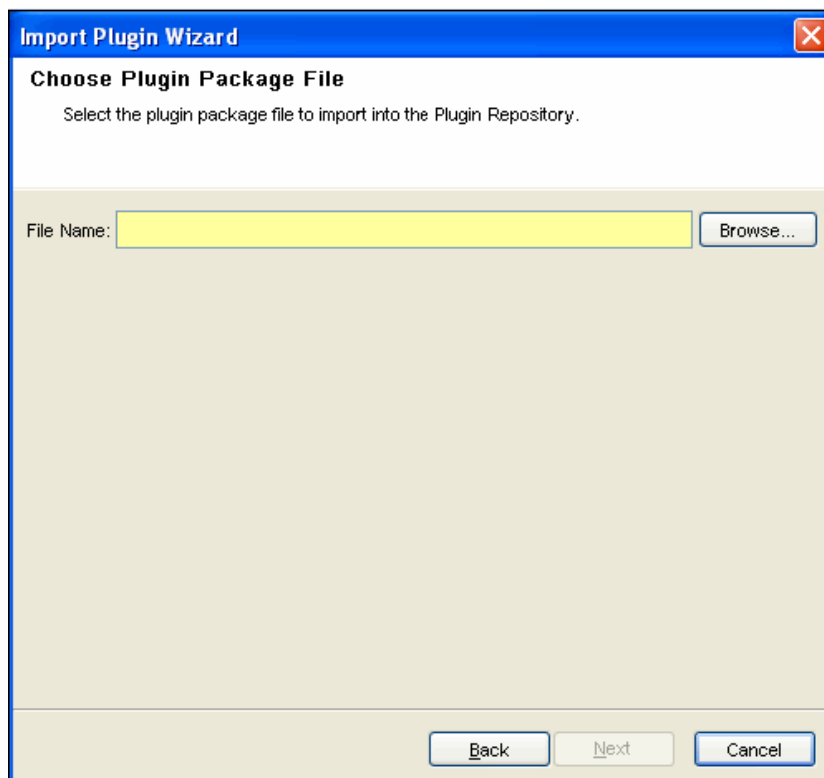 Import Plugin Wizard
Choose Plugin Package File
Select the plugin package file to import into the Plugin Repository.
File Name:
Browse...
Back
Next
Cancel